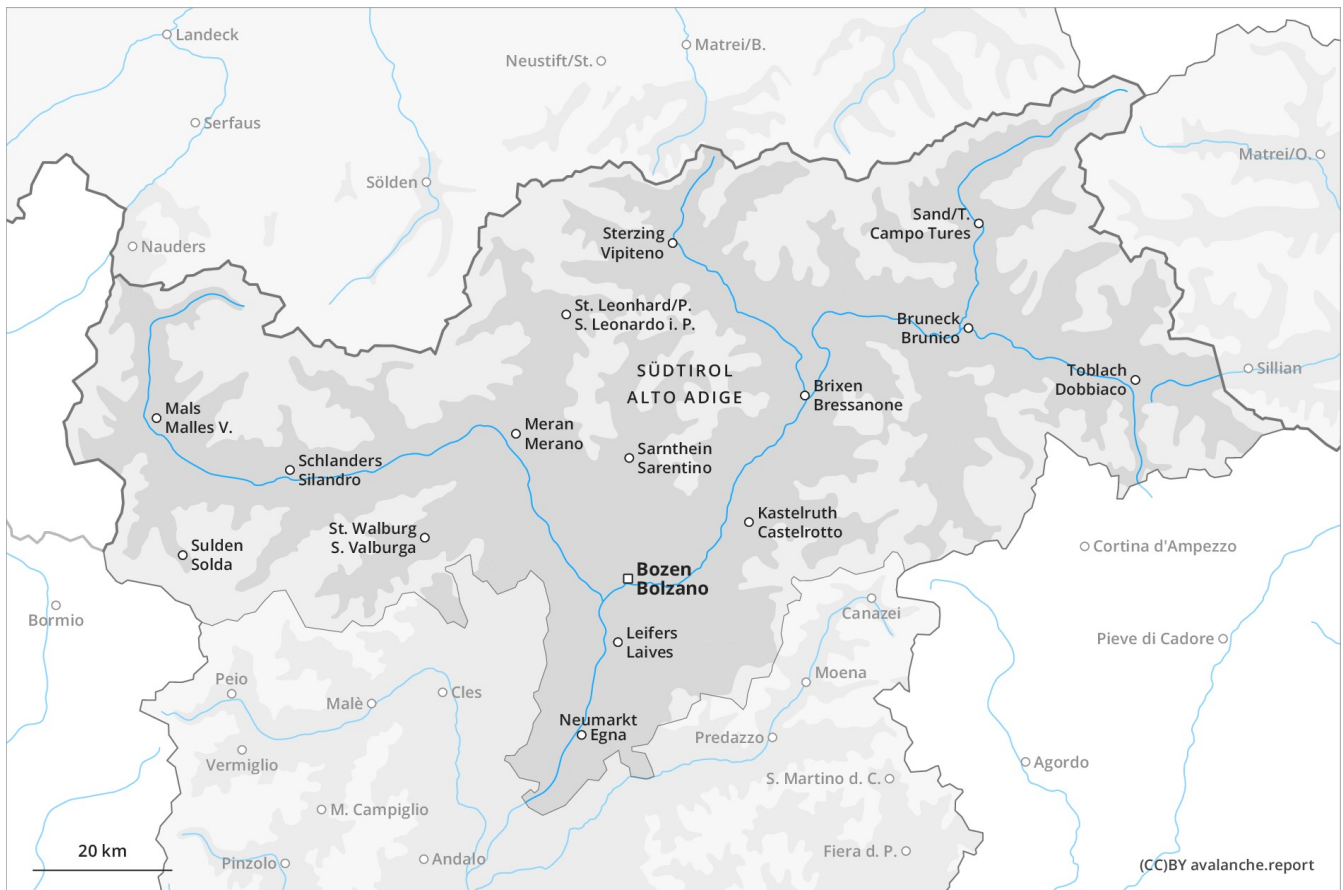 Landeck
Matrei/B.
Neustift/St.
Serfaus
Matrei/O.
Sölden
Sand/T.
Campo Tures
Nauders
Sterzing
Vipiteno
St. Leonhard/P.
S. Leonardo i. P.
Bruneck
Brunico
SÜDTIROL
ALTO ADIGE
Toblach
Dobbiaco
Sillian
Brixen
Bressanone
Mals
Malles V.
Meran
Merano
Sarnthein
Sarentino
Schlanders
Silandro
Kastelruth
Castelrotto
St. Walburg
S. Valburga
Sulden
Solda
Cortina d'Ampezzo
Bozen
Bolzano
Bormio
Canazei
Leifers
Laives
Pieve di Cadore
Peio
Moena
Malè
Cles
Neumarkt
Egna
Predazzo
Vermiglio
Agordo
S. Martino d. C.
M. Campiglio
20 km
Pinzolo
Andalo
Fiera d. P.
(CC)BY avalanche.report